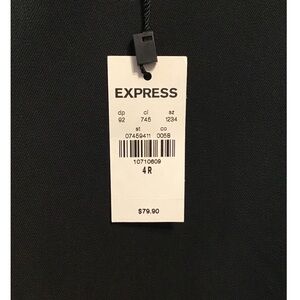 EXPRESS
dp cl sz
92 745 1234
st co
07459411 0058
10710609
4R
$79.90